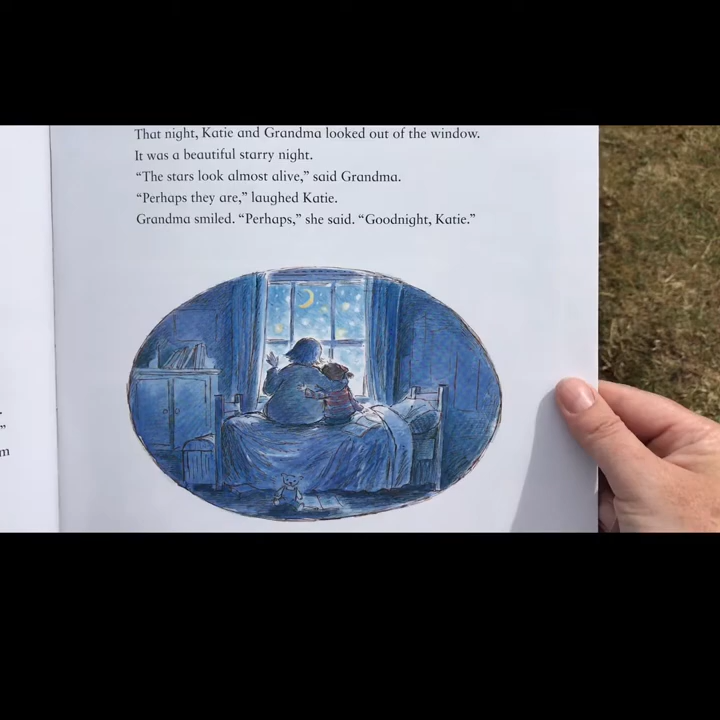 That night, Katie and Grandma looked out of the window.
It was a beautiful starry night.
“The stars look almost alive,” said Grandma.
“Perhaps they are,” laughed Katie.
Grandma smiled. “Perhaps,” she said. “Goodnight, Katie.”